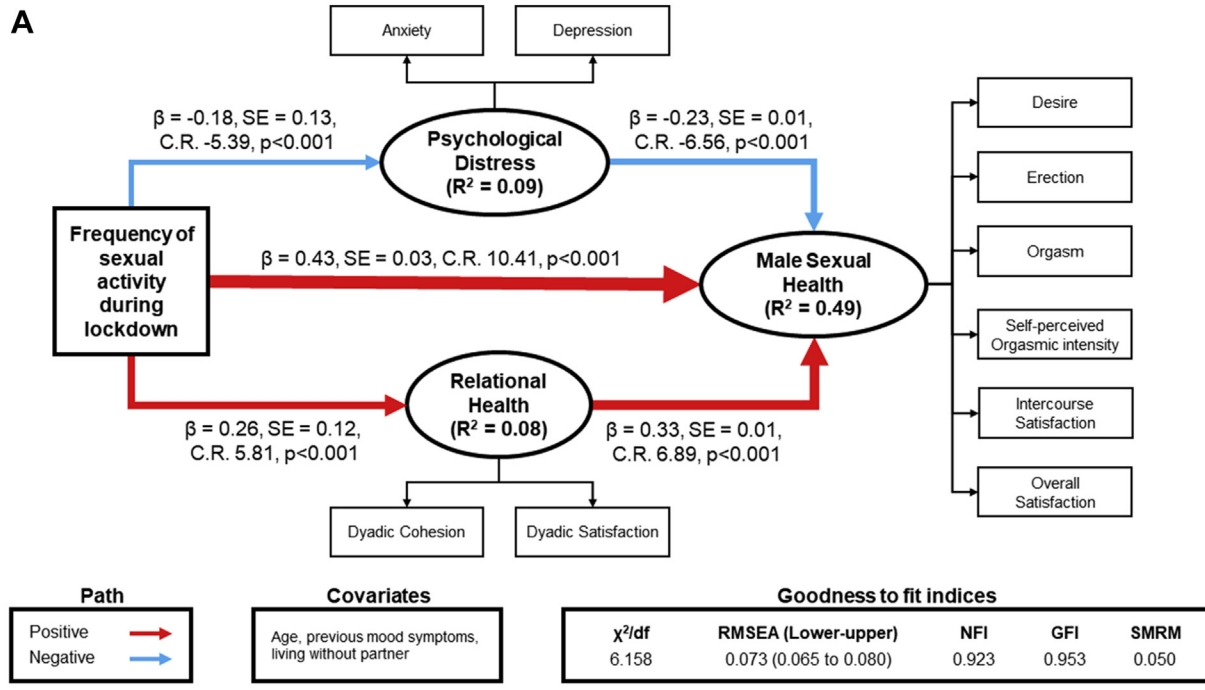 A
Anxiety
Depression
β = -0.18, SE = 0.13,
C.R. -5.39, p<0.001
Psychological
Distress
(R² = 0.09)
β = -0.23, SE = 0.01,
C.R. -6.56, p<0.001
Frequency of
sexual
activity
during
lockdown
β = 0.43, SE = 0.03, C.R. 10.41, p<0.001
Male Sexual
Health
(R² = 0.49)
Relational
Health
(R² = 0.08)
β = 0.26, SE = 0.12,
C.R. 5.81, p<0.001
β = 0.33, SE = 0.01,
C.R. 6.89, p<0.001
Dyadic Cohesion
Dyadic Satisfaction
Desire
Erection
Orgasm
Self-perceived
Orgasmic intensity
Intercourse
Satisfaction
Overall
Satisfaction
Path
Positive
Negative
Covariates
Age, previous mood symptoms,
living without partner
Goodness to fit indices
χ²/df RMSEA (Lower-upper) NFI GFI SMRM
6.158 0.073 (0.065 to 0.080) 0.923 0.953 0.050